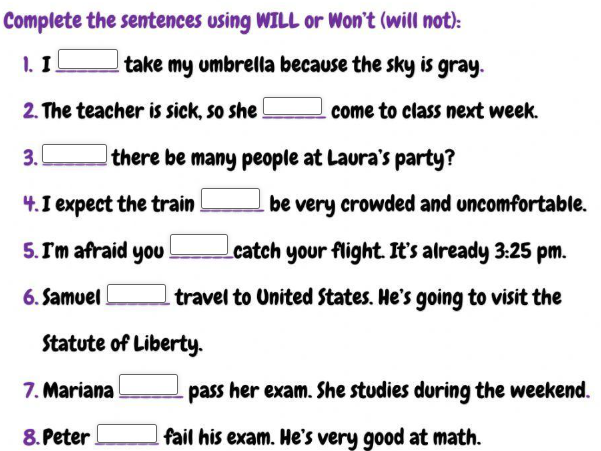 Complete the sentences using WILL or Won't (will not):
1. I ______ take my umbrella because the sky is gray.
2. The teacher is sick, so she ______ come to class next week.
3. ______ there be many people at Laura's party?
4. I expect the train ______ be very crowded and uncomfortable.
5. I'm afraid you ______ catch your flight. It's already 3:25 pm.
6. Samuel ______ travel to United States. He's going to visit the
Statute of Liberty.
7. Mariana ______ pass her exam. She studies during the weekend.
8. Peter ______ fail his exam. He's very good at math.